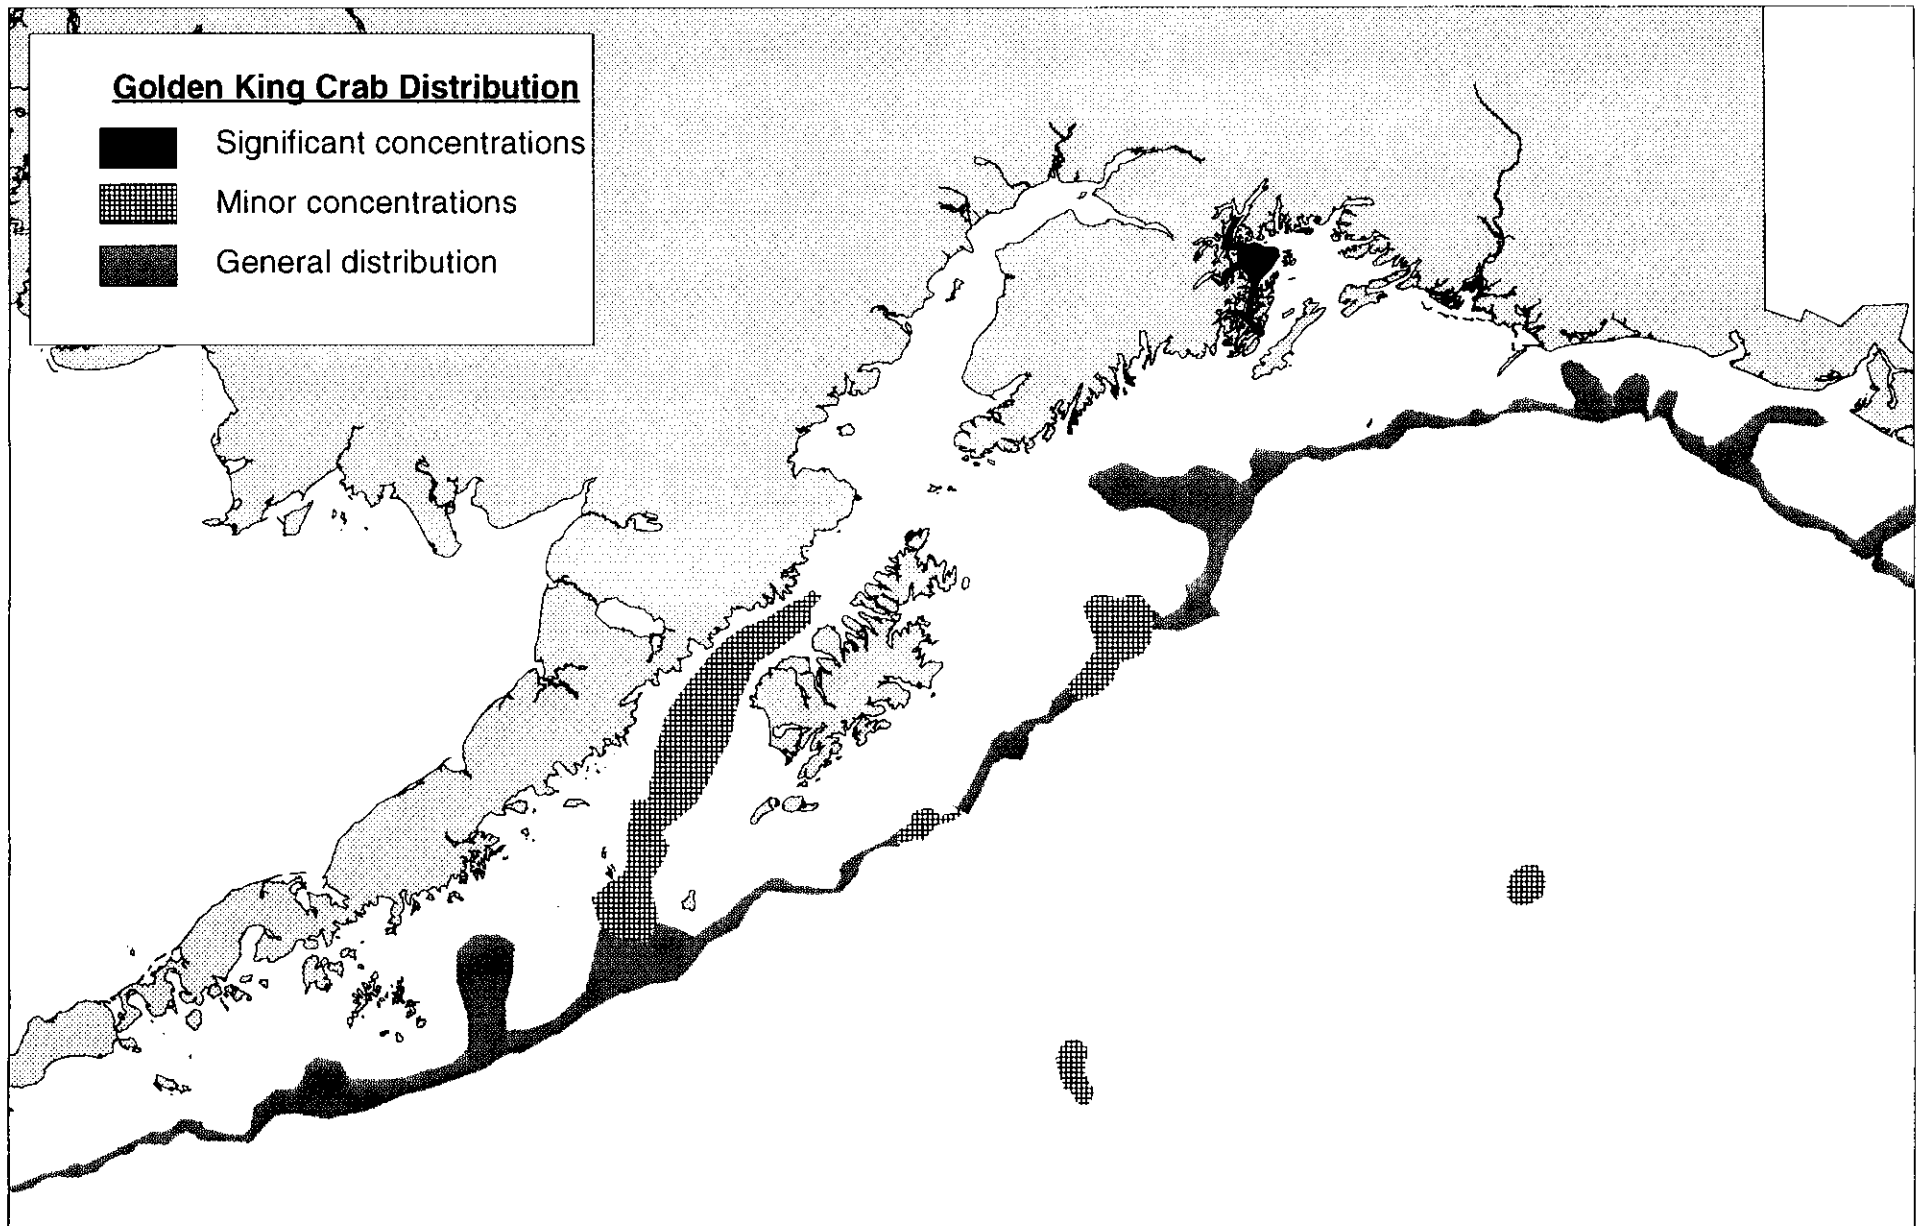 Golden King Crab Distribution
Significant concentrations
Minor concentrations
General distribution